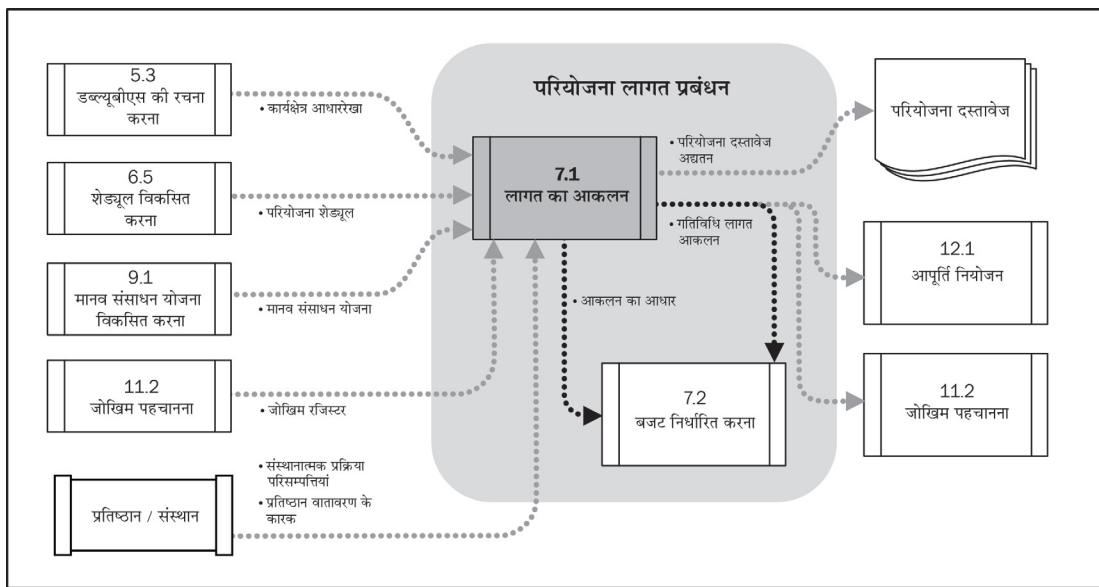 5.3
डब्ल्यूबीएस की रचना
करना
• कार्यक्षेत्र आधाररेखा
6.5
शेड्यूल विकसित
करना
• परियोजना शेड्यूल
9.1
मानव संसाधन योजना
विकसित करना
• मानव संसाधन योजना
11.2
जोखिम पहचानना
• जोखिम रजिस्टर
प्रतिष्ठान / संस्थान
• संस्थानात्मक प्रक्रिया
परिसम्पत्तियां
• प्रतिष्ठान वातावरण के
कारक
परियोजना लागत प्रबंधन
7.1
लागत का आकलन
• परियोजना दस्तावेज
अद्यतन
• गतिविधि लागत
आकलन
• आकलन का आधार
7.2
बजट निर्धारित करना
परियोजना दस्तावेज
12.1
आपूर्ति नियोजन
11.2
जोखिम पहचानना